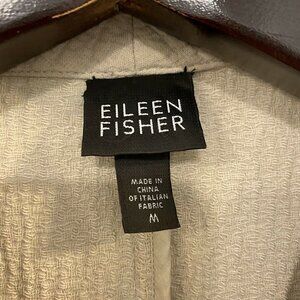 EILEEN
FISHER
MADE IN
CHINA
OF ITALIAN
FABRIC
M